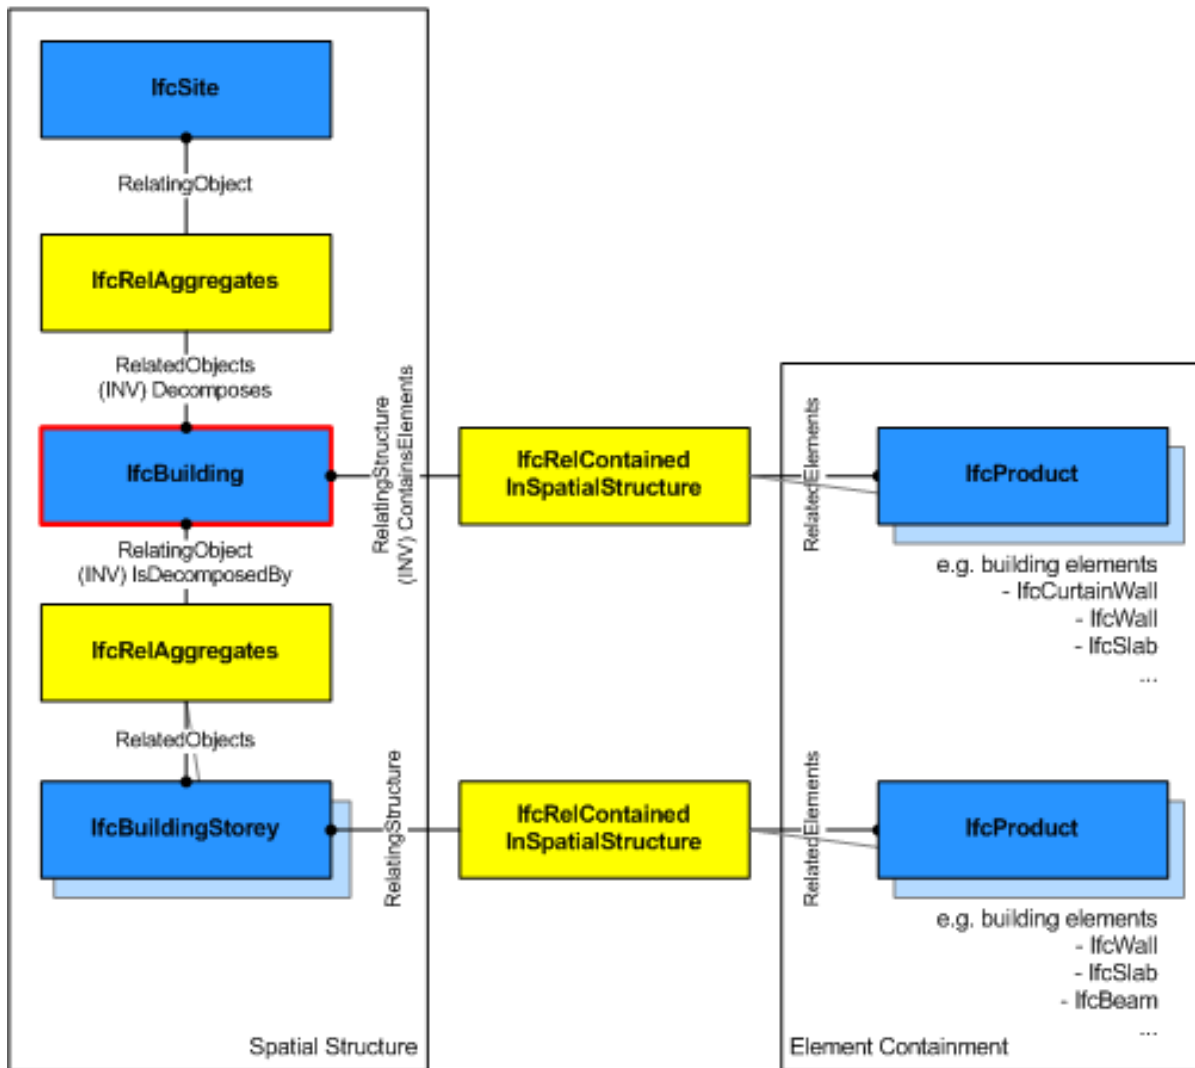 IfcSite
RelatingObject
IfcRelAggregates
RelatedObjects
(INV) Decomposes
IfcBuilding
RelatingStructure
(INV) ContainsElements
IfcRelContained
InSpatialStructure
RelatedElements
IfcProduct
e.g. building elements
- IfcCurtainWall
- IfcWall
- IfcSlab
...
RelatingObject
(INV) IsDecomposedBy
IfcRelAggregates
RelatedObjects
IfcBuildingStorey
RelatingStructure
IfcRelContained
InSpatialStructure
RelatedElements
IfcProduct
e.g. building elements
- IfcWall
- IfcSlab
- IfcBeam
...
Spatial Structure
Element Containment